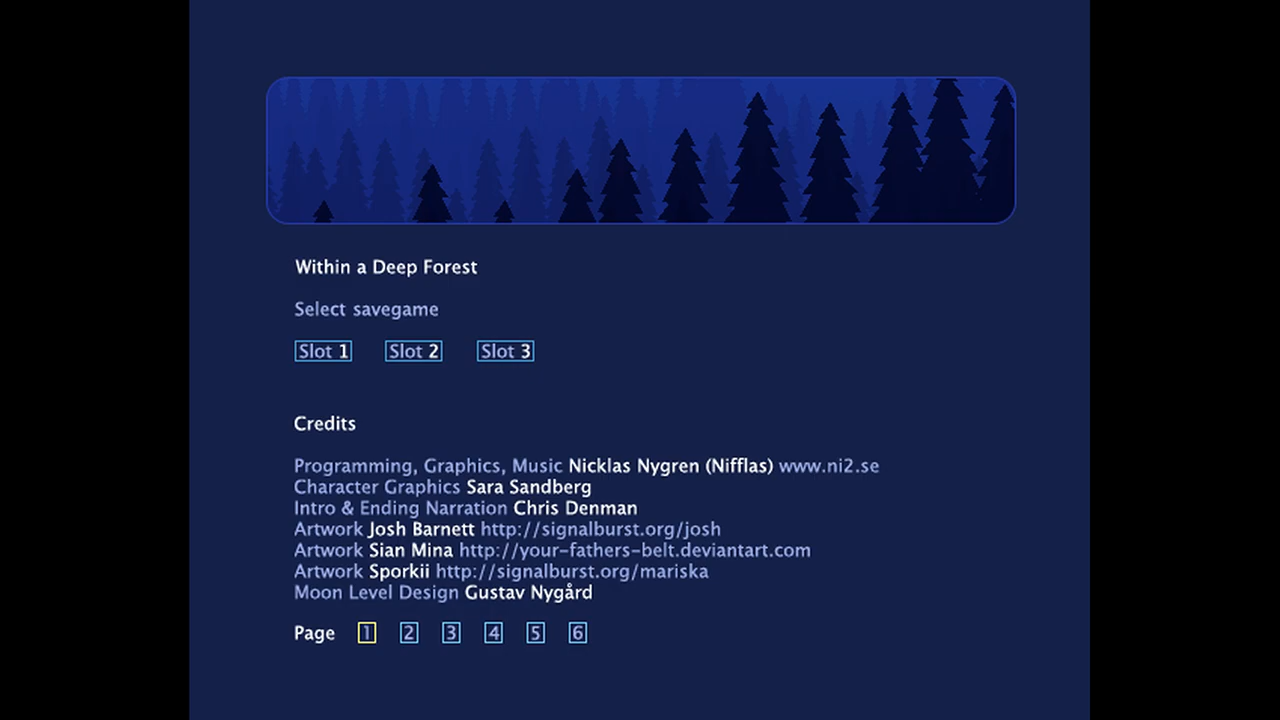 Within a Deep Forest
Select savegame
Slot 1 Slot 2 Slot 3
Credits
Programming, Graphics, Music Nicklas Nygren (Nifflas) www.ni2.se
Character Graphics Sara Sandberg
Intro & Ending Narration Chris Denman
Artwork Josh Barnett http://signalburst.org/josh
Artwork Sian Mina http://your-fathers-belt.deviantart.com
Artwork Sporkii http://signalburst.org/mariska
Moon Level Design Gustav Nygård
Page 1 2 3 4 5 6